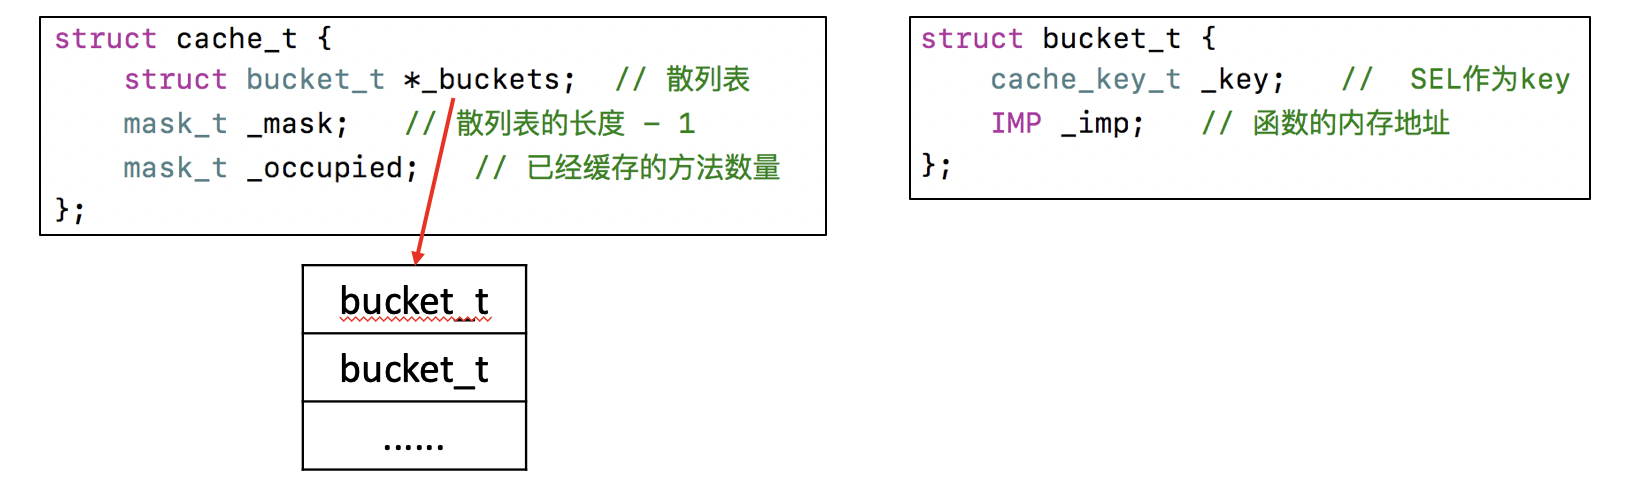 struct cache_t {
struct bucket_t *_buckets; // 散列表
mask_t _mask; // 散列表的长度 - 1
mask_t _occupied; // 已经缓存的方法数量
};
struct bucket_t {
cache_key_t _key; // SEL作为key
IMP _imp; // 函数的内存地址
};
bucket_t
bucket_t
......